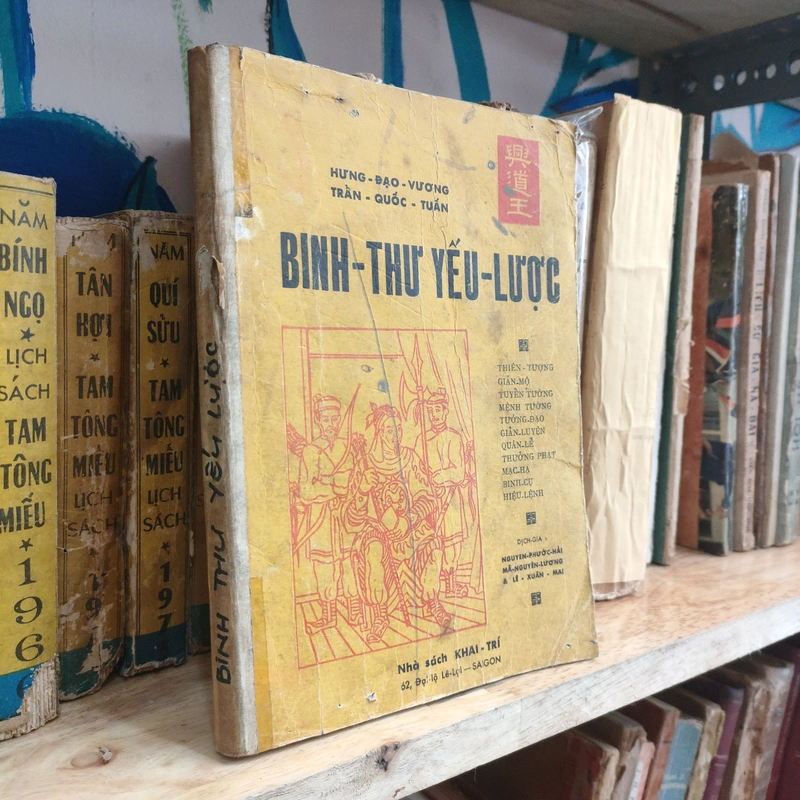 NĂM
BÍNH
NGỌ
LỊCH
SÁCH
TAM
TÔNG
MIẾU
196
TÂN
HỢI
TAM
TÔNG
MIẾU
LỊCH
SÁCH
NĂM
QUÍ
SỬU
TAM
TÔNG
MIẾU
LỊCH
SÁCH
197
BINH THƯ YẾU LƯỢC
興道王
HƯNG-ĐẠO-VƯƠNG
TRẦN-QUỐC-TUẤN
BINH-THƯ YẾU-LƯỢC
THIÊN-TƯỢNG
GIẢN-MỘ
TUYỂN TƯỚNG
MỆNH TƯỚNG
TƯỚNG-ĐẠO
GIẢN-LUYỆN
QUÂN-LỄ
THƯỞNG PHẠT
MẠC-HẠ
BINH-CỤ
HIỆU-LỆNH
DỊCH-GIẢ
NGUYỄN-PHƯỚC-HẢI
MÃ-NGUYÊN-LƯƠNG
& LÊ-XUÂN-MAI
Nhà sách KHAI-TRÍ
62, Đại-lộ Lê-Lợi — SAIGON